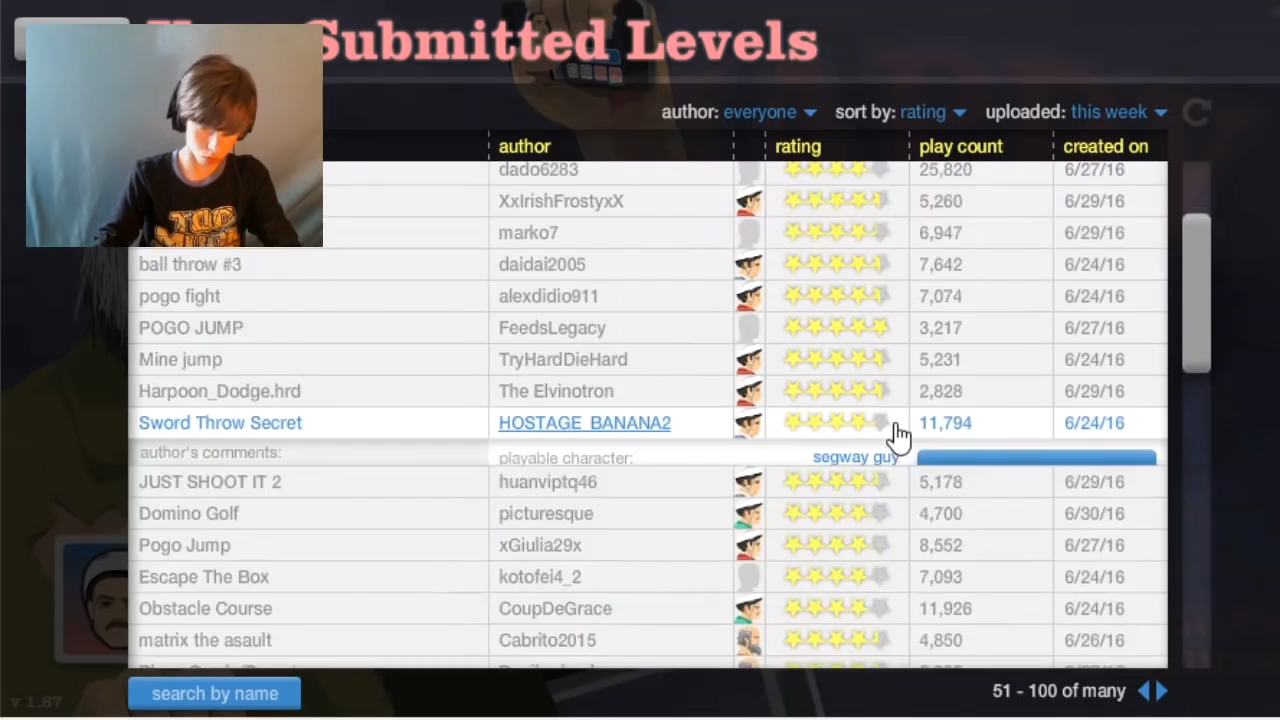 Submitted Levels
author: everyone sort by: rating uploaded: this week
author rating play count created on
dado6283 25,820 6/27/16
XxIrishFrostyxX 5,260 6/29/16
marko7 6,947 6/29/16
ball throw #3 daidai2005 7,642 6/24/16
pogo fight alexdidio911 7,074 6/24/16
POGO JUMP FeedsLegacy 3,217 6/27/16
Mine jump TryHardDieHard 5,231 6/24/16
Harpoon_Dodge.hrd The Elvinotron 2,828 6/29/16
Sword Throw Secret HOSTAGE_BANANA2 11,794 6/24/16
author's comments: playable character: segway guy
JUST SHOOT IT 2 huanviptq46 5,178 6/29/16
Domino Golf picturesque 4,700 6/30/16
Pogo Jump xGiulia29x 8,552 6/27/16
Escape The Box kotofei4_2 7,093 6/24/16
Obstacle Course CoupDeGrace 11,926 6/24/16
matrix the asault Cabrito2015 4,850 6/26/16
search by name 51 - 100 of many
v 1.87
TOO
MUCH